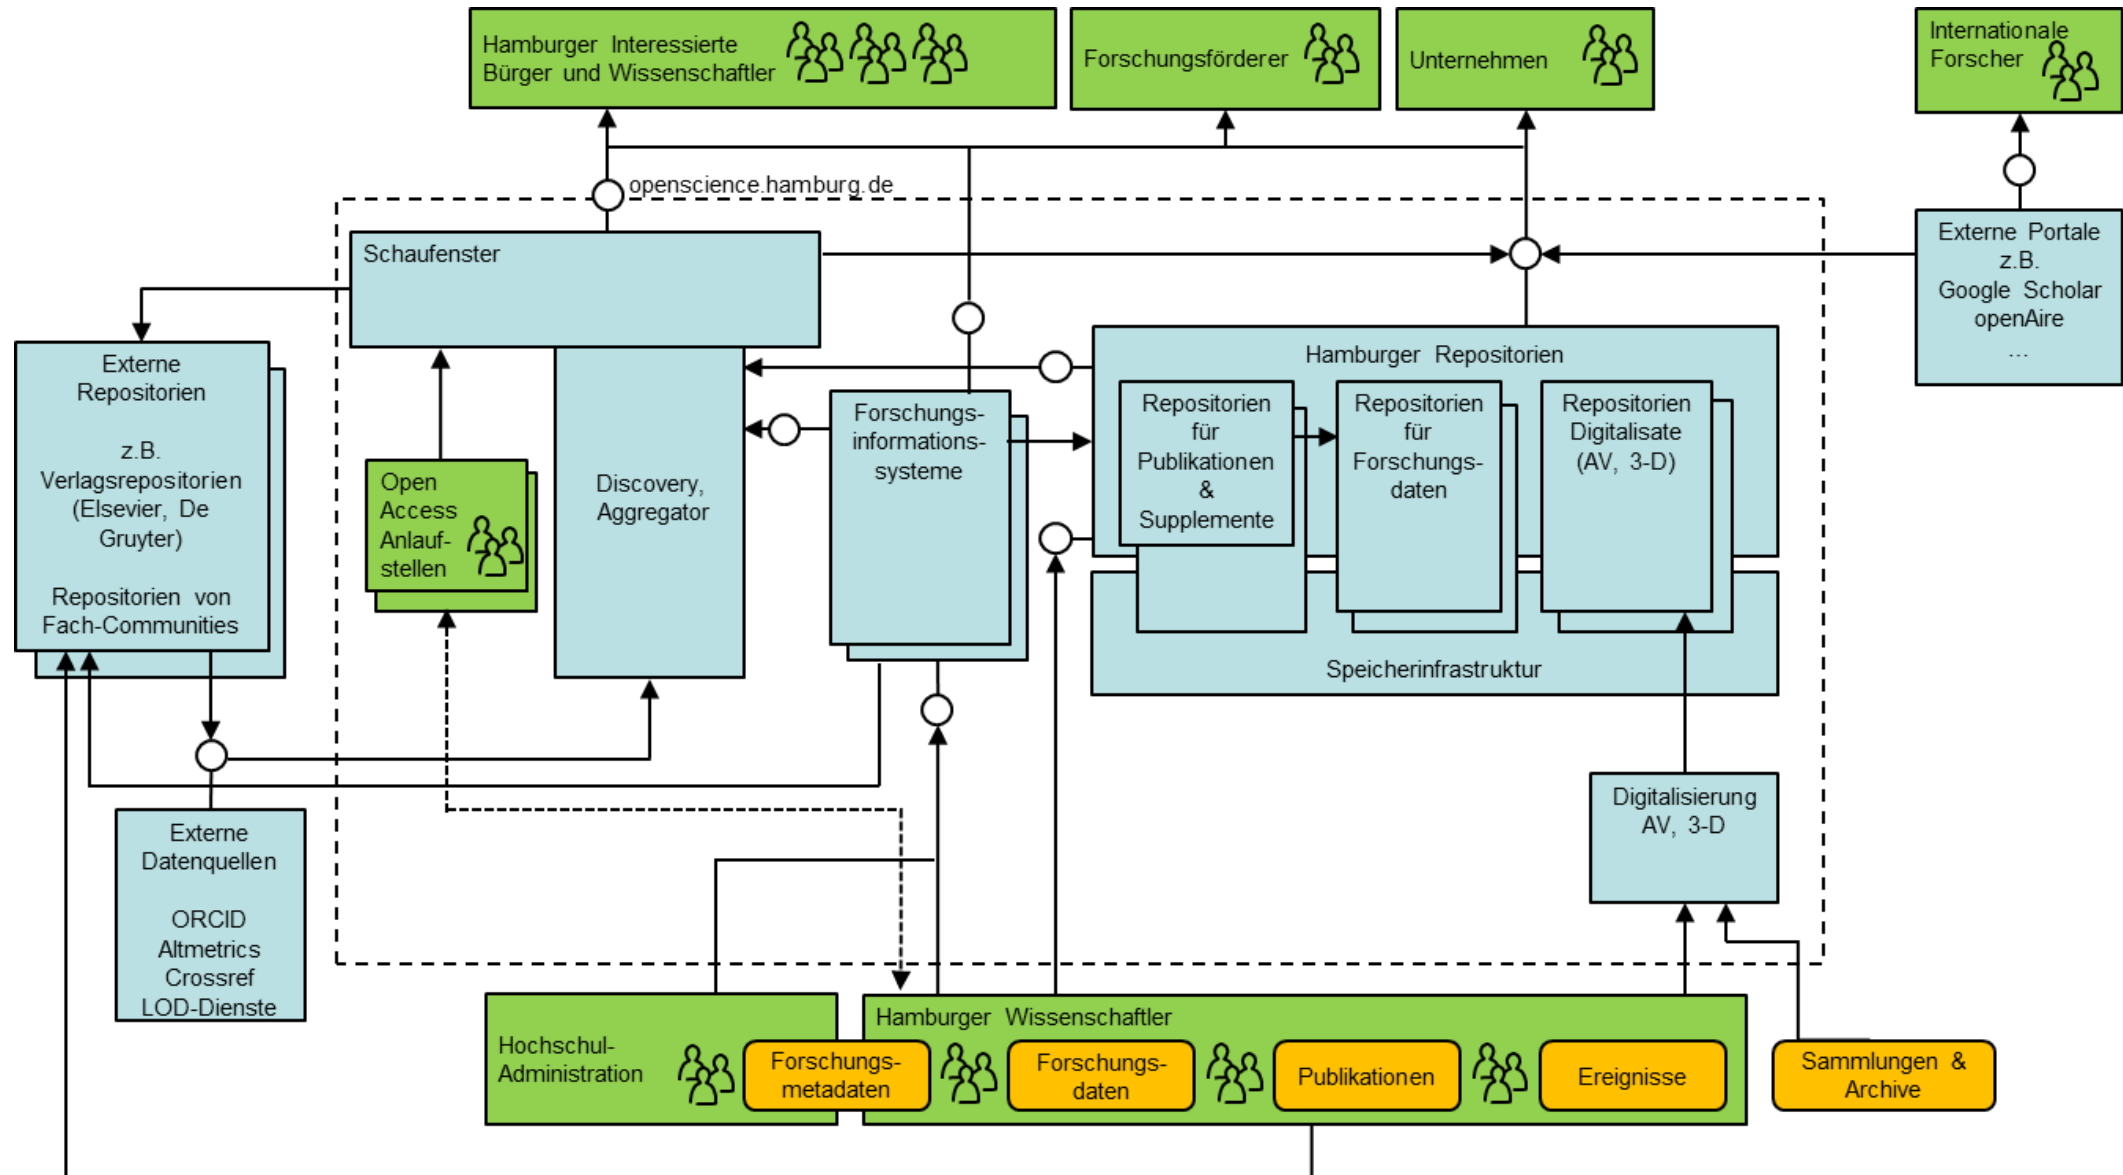 Hamburger Interessierte
Bürger und Wissenschaftler
Forschungsförderer
Unternehmen
Internationale
Forscher
openscience.hamburg.de
Schaufenster
Externe Portale
z.B.
Google Scholar
openAire
...
Externe
Repositorien
z.B.
Verlagsrepositorien
(Elsevier, De
Gruyter)
Repositorien von
Fach-Communities
Open
Access
Anlauf-
stellen
Discovery,
Aggregator
Forschungs-
informations-
systeme
Hamburger Repositorien
Repositorien
für
Publikationen
&
Supplemente
Repositorien
für
Forschungs-
daten
Repositorien
Digitalisate
(AV, 3-D)
Speicherinfrastruktur
Externe
Datenquellen
ORCID
Altmetrics
Crossref
LOD-Dienste
Digitalisierung
AV, 3-D
Hochschul-
Administration
Hamburger Wissenschaftler
Forschungs-
metadaten
Forschungs-
daten
Publikationen
Ereignisse
Sammlungen &
Archive